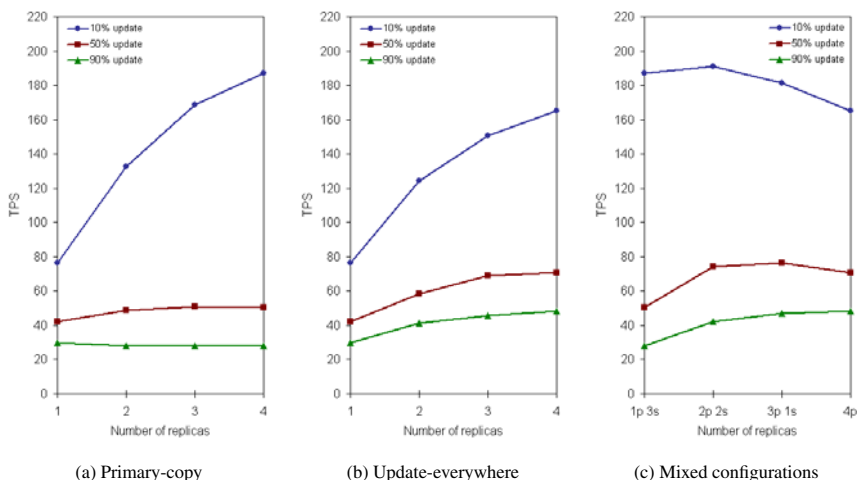 220
200
180
160
140
120
100
80
60
40
20
0
TPS
10% update
50% update
90% update
1 2 3 4
Number of replicas
(a) Primary-copy
220
200
180
160
140
120
100
80
60
40
20
0
TPS
10% update
50% update
90% update
1 2 3 4
Number of replicas
(b) Update-everywhere
220
200
180
160
140
120
100
80
60
40
20
0
TPS
10% update
50% update
90% update
1p 3s 2p 2s 3p 1s 4p
Number of replicas
(c) Mixed configurations